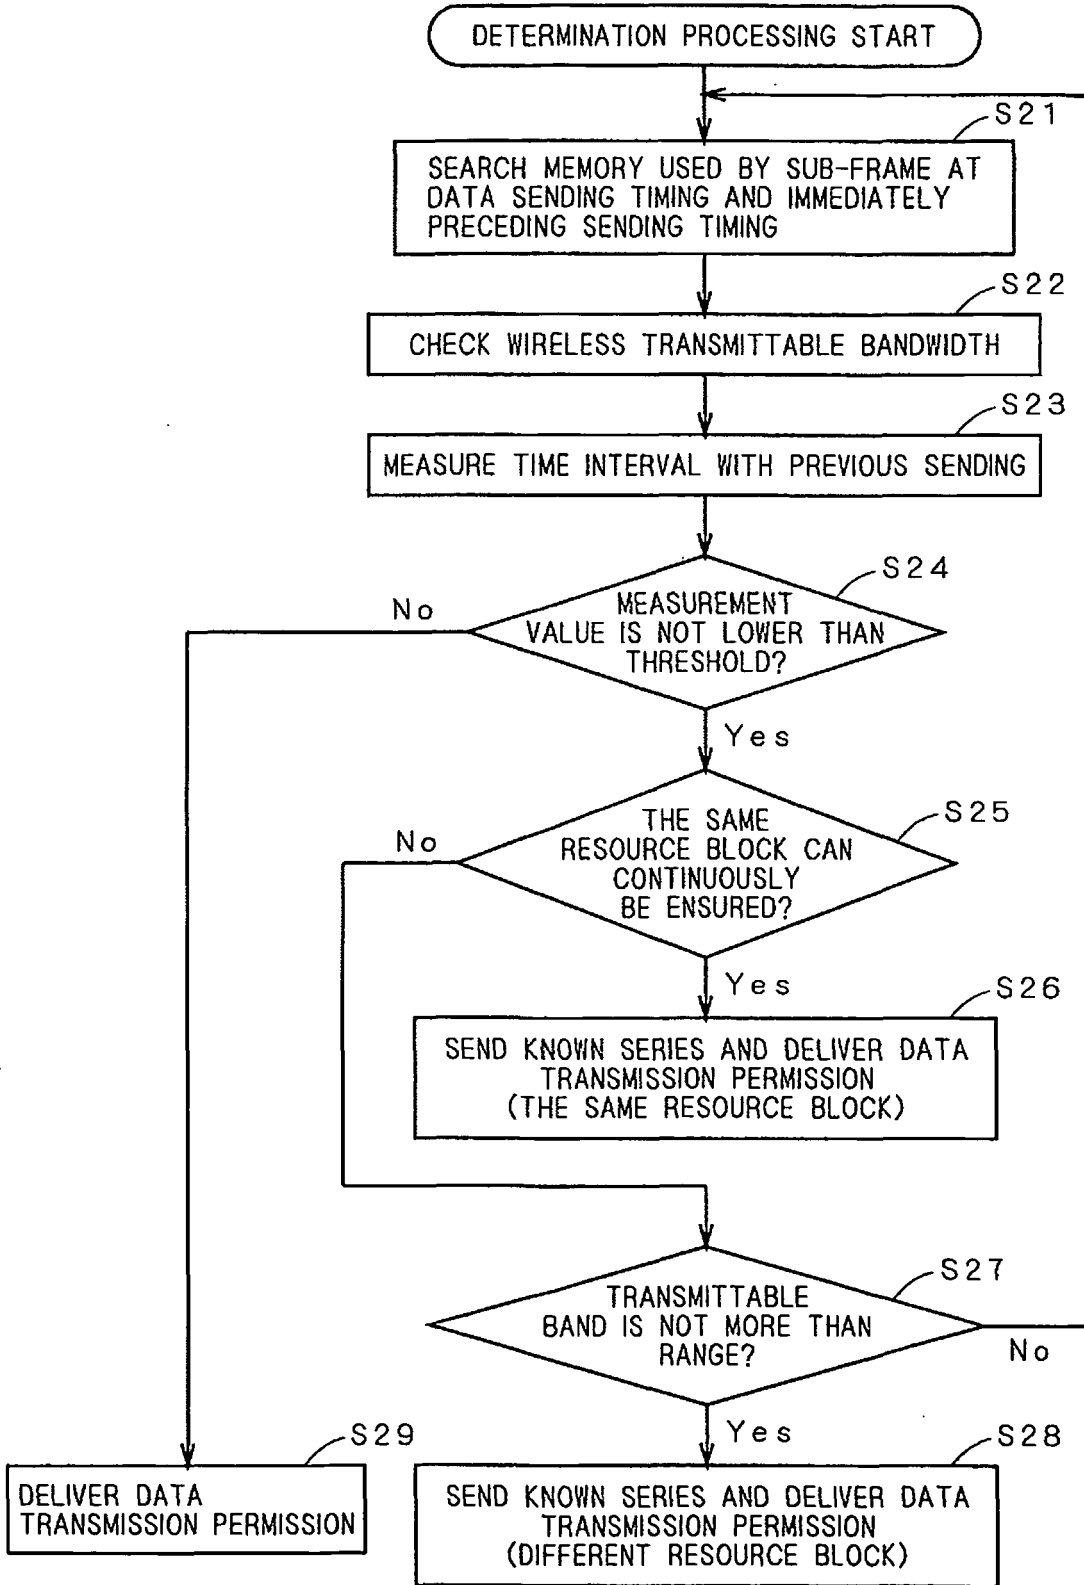 DETERMINATION PROCESSING START
S21
SEARCH MEMORY USED BY SUB-FRAME AT
DATA SENDING TIMING AND IMMEDIATELY
PRECEDING SENDING TIMING
S22
CHECK WIRELESS TRANSMITTABLE BANDWIDTH
S23
MEASURE TIME INTERVAL WITH PREVIOUS SENDING
S24
No
MEASUREMENT
VALUE IS NOT LOWER THAN
THRESHOLD?
Yes
S25
No
THE SAME
RESOURCE BLOCK CAN
CONTINUOUSLY
BE ENSURED?
Yes
S26
SEND KNOWN SERIES AND DELIVER DATA
TRANSMISSION PERMISSION
(THE SAME RESOURCE BLOCK)
S27
TRANSMITTABLE
BAND IS NOT MORE THAN
RANGE?
No
Yes
S29
DELIVER DATA
TRANSMISSION PERMISSION
S28
SEND KNOWN SERIES AND DELIVER DATA
TRANSMISSION PERMISSION
(DIFFERENT RESOURCE BLOCK)